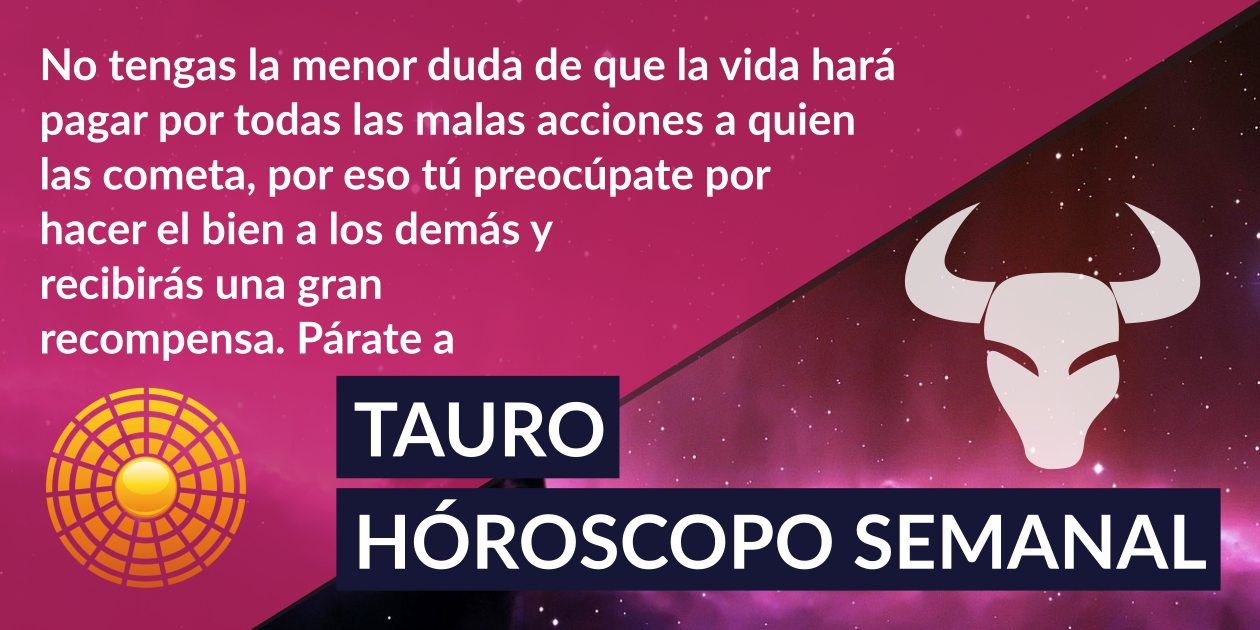 No tengas la menor duda de que la vida hará
pagar por todas las malas acciones a quien
las cometa, por eso tú preocúpate por
hacer el bien a los demás y
recibirás una gran
recompensa. Párate a
TAURO
HÓROSCOPO SEMANAL